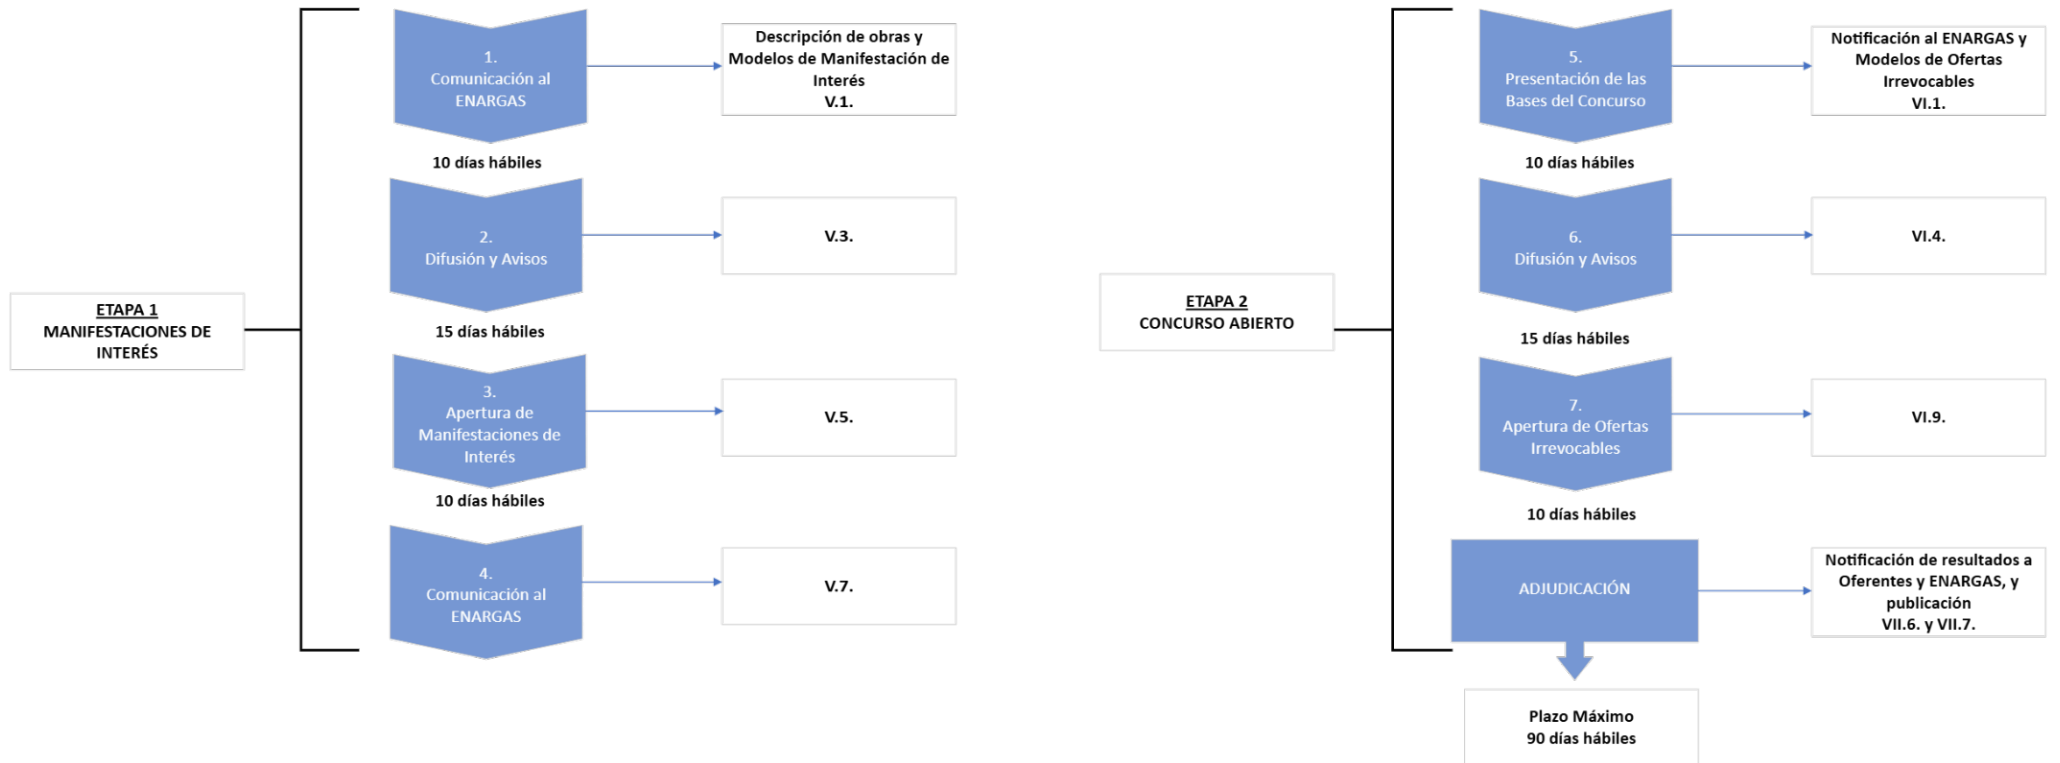 ETAPA 1
MANIFESTACIONES DE
INTERÉS
1.
Comunicación al
ENARGAS
Descripción de obras y
Modelos de Manifestación de
Interés
V.1.
10 días hábiles
2.
Difusión y Avisos
V.3.
15 días hábiles
3.
Apertura de
Manifestaciones de
Interés
V.5.
10 días hábiles
4.
Comunicación al
ENARGAS
V.7.
ETAPA 2
CONCURSO ABIERTO
5.
Presentación de las
Bases del Concurso
Notificación al ENARGAS y
Modelos de Ofertas
Irrevocables
VI.1.
10 días hábiles
6.
Difusión y Avisos
VI.4.
15 días hábiles
7.
Apertura de Ofertas
Irrevocables
VI.9.
10 días hábiles
ADJUDICACIÓN
Notificación de resultados a
Oferentes y ENARGAS, y
publicación
VII.6. y VII.7.
Plazo Máximo
90 días hábiles